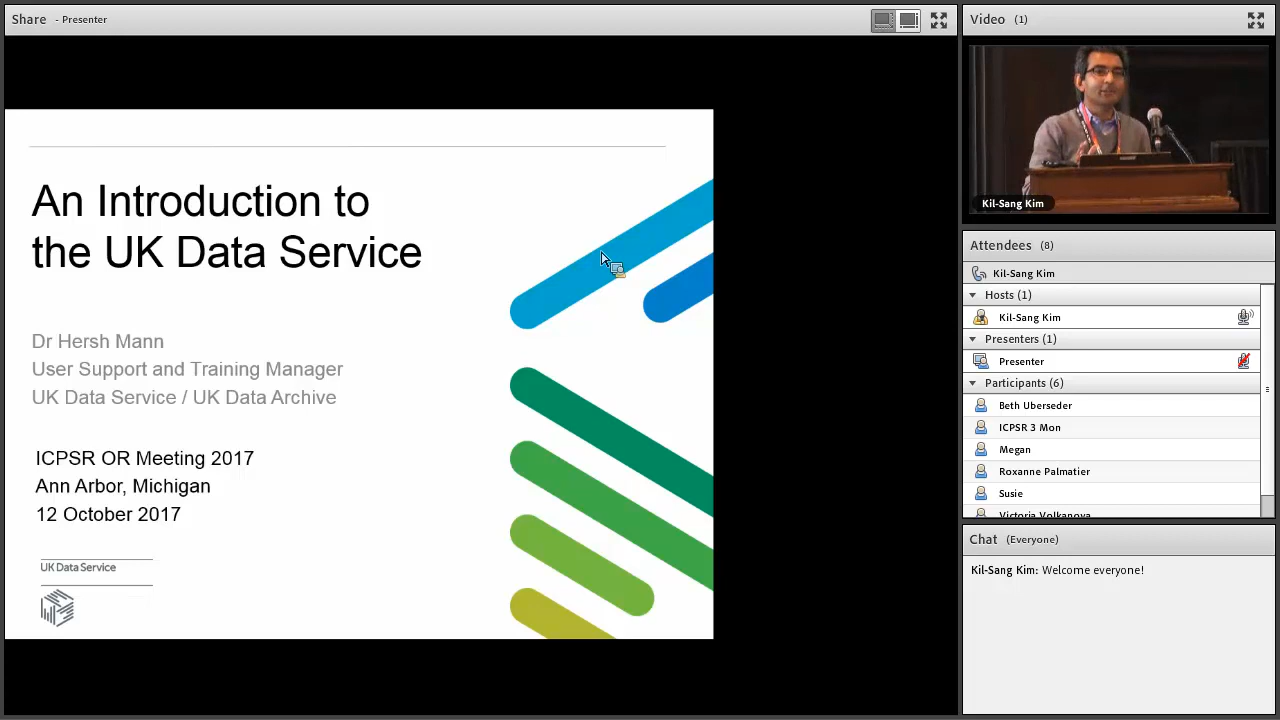 Share - Presenter
An Introduction to
the UK Data Service
Dr Hersh Mann
User Support and Training Manager
UK Data Service / UK Data Archive
ICPSR OR Meeting 2017
Ann Arbor, Michigan
12 October 2017
UK Data Service
Video (1)
Kil-Sang Kim
Attendees (8)
Kil-Sang Kim
Hosts (1)
Kil-Sang Kim
Presenters (1)
Presenter
Participants (6)
Beth Uberseder
ICPSR 3 Mon
Megan
Roxanne Palmatier
Susie
Victoria Volkanova
Chat (Everyone)
Kil-Sang Kim: Welcome everyone!